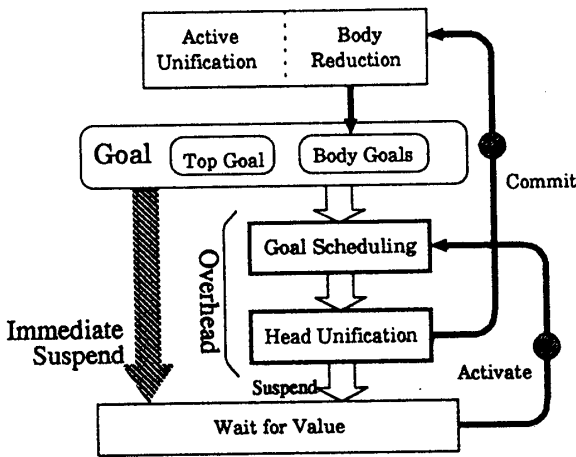 Active
Unification
Body
Reduction
Goal
Top Goal
Body Goals
Commit
Overhead
Goal Scheduling
Head Unification
Immediate
Suspend
Suspend
Activate
Wait for Value